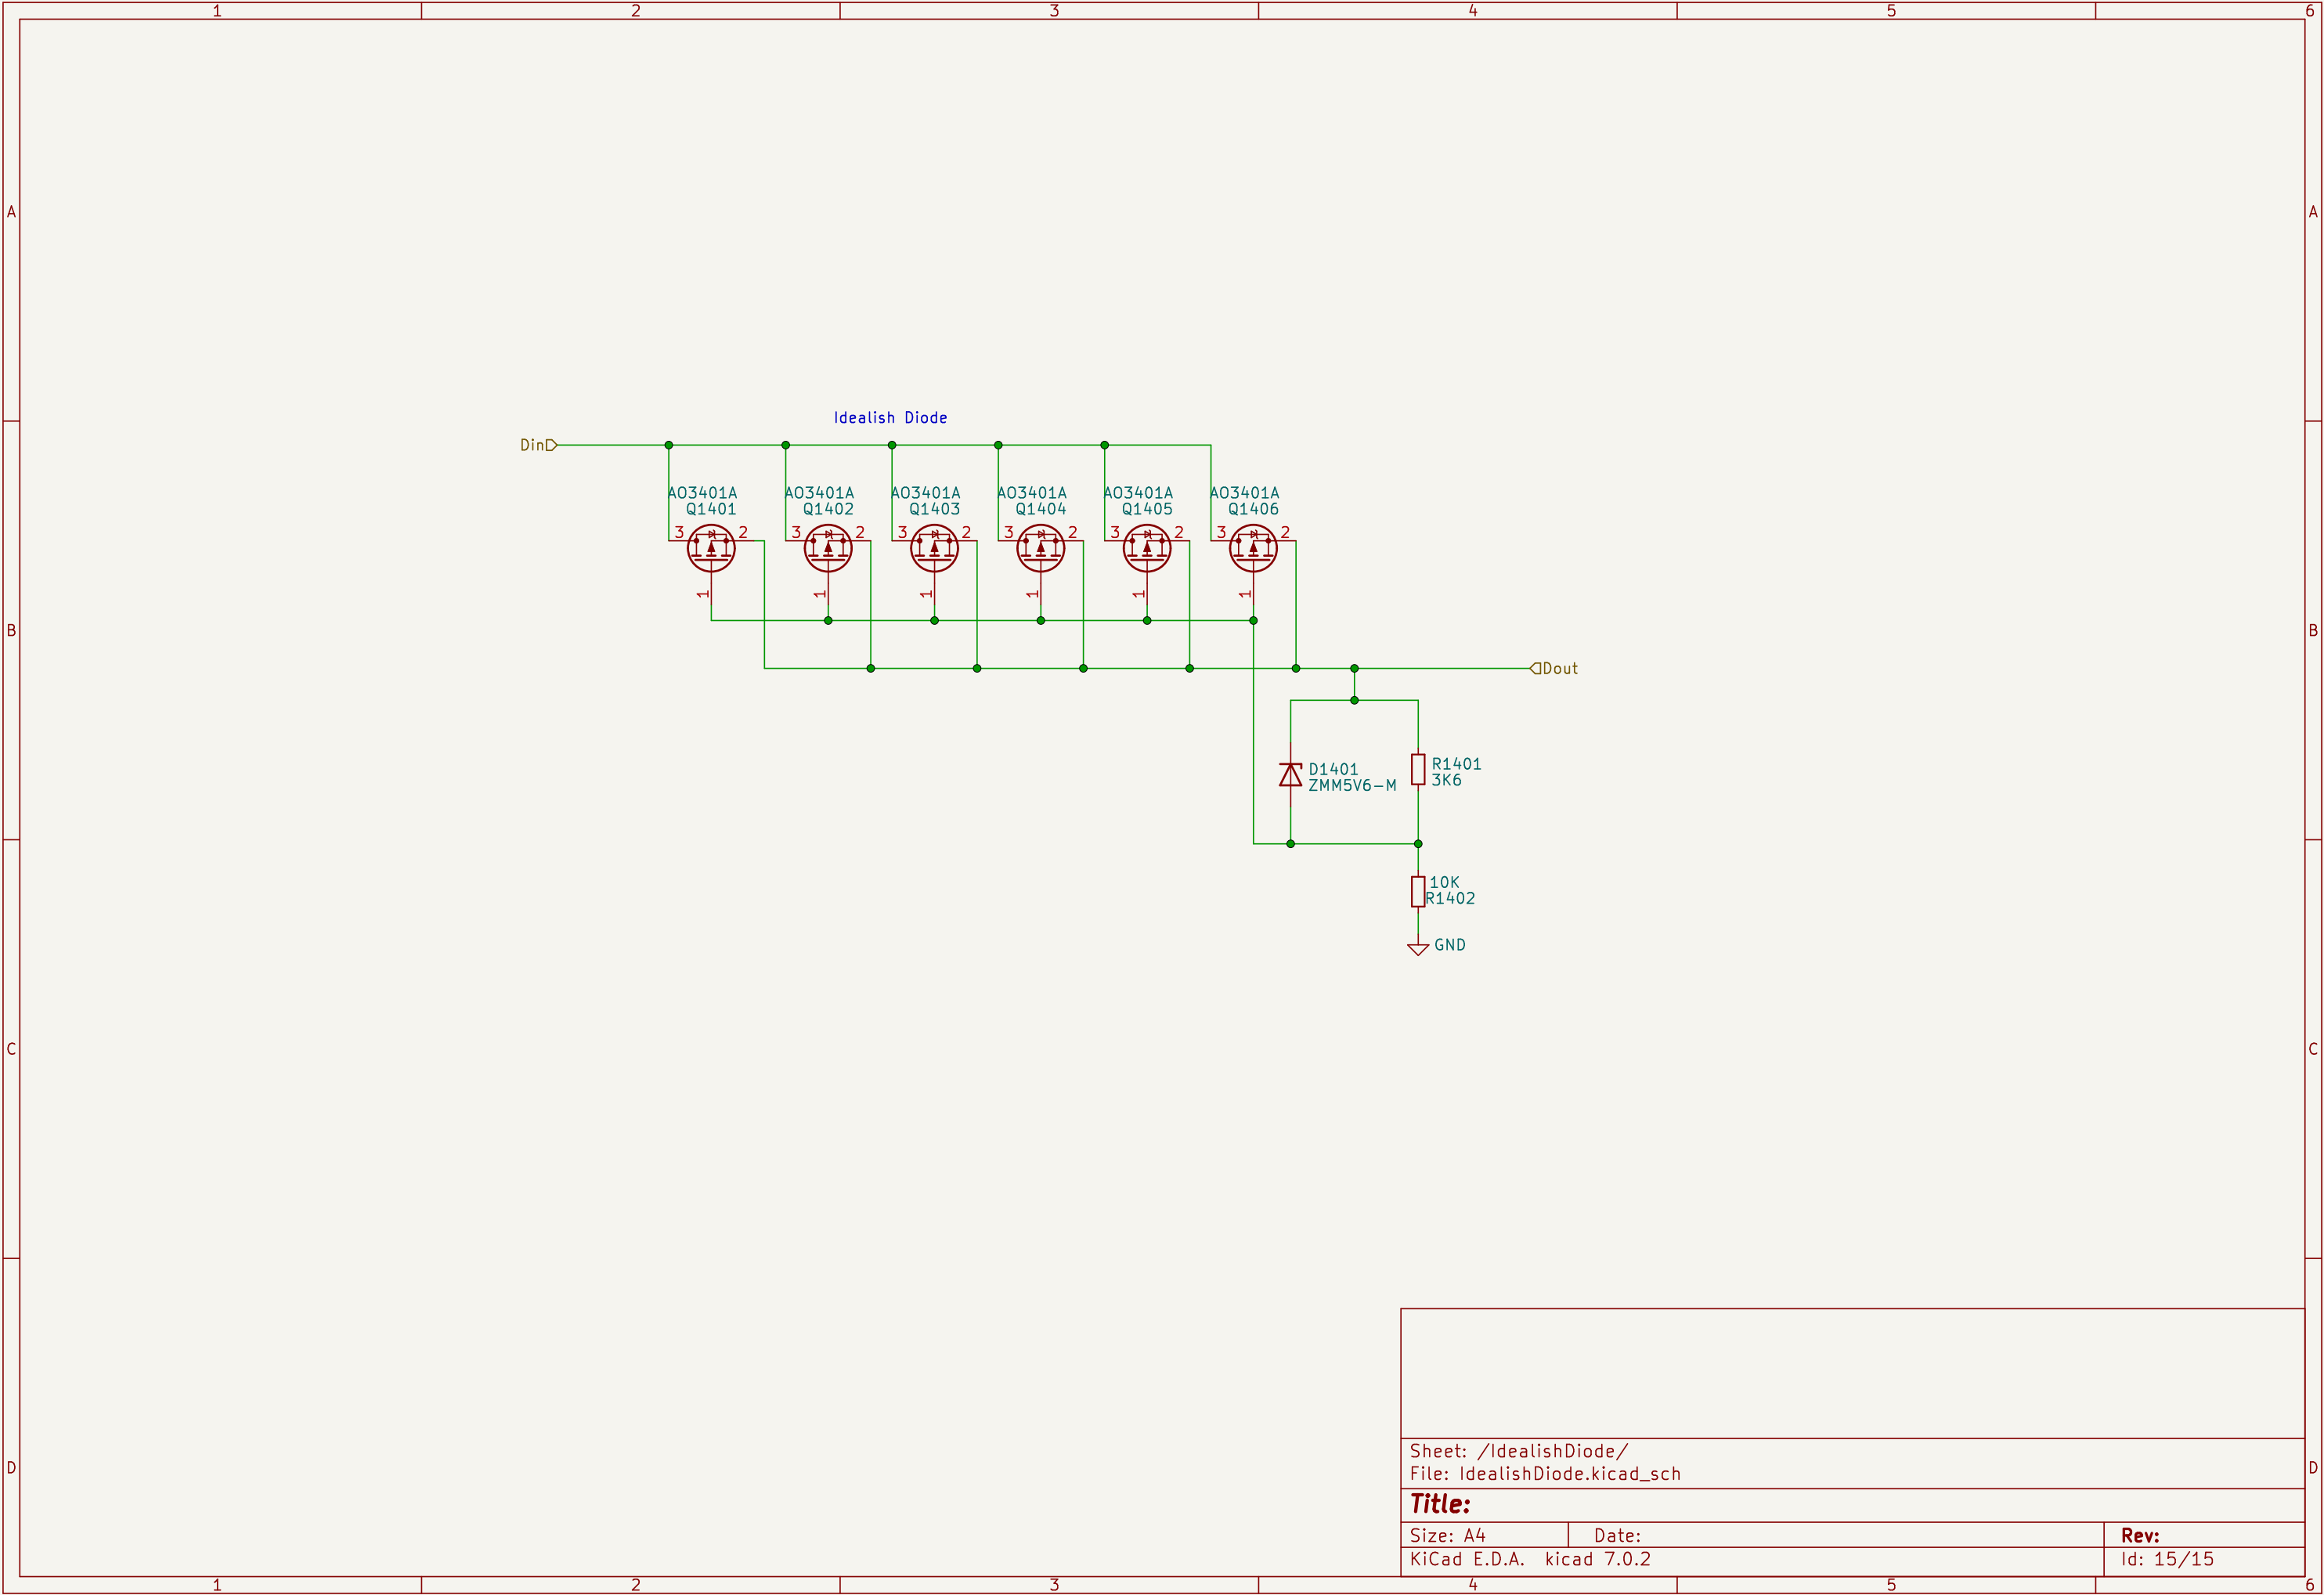 1 2 3 4 5 6
A A
Idealish Diode
Din
AO3401A AO3401A AO3401A AO3401A AO3401A AO3401A
Q1401 Q1402 Q1403 Q1404 Q1405 Q1406
3 2 3 2 3 2 3 2 3 2 3 2
1 1 1 1 1 1
B B
Dout
D1401
ZMM5V6-M
R1401
3K6
10K
R1402
GND
C C
Sheet: /IdealishDiode/
File: IdealishDiode.kicad_sch
D D
Title:
Size: A4 Date: Rev:
KiCad E.D.A. kicad 7.0.2 Id: 15/15
1 2 3 4 5 6